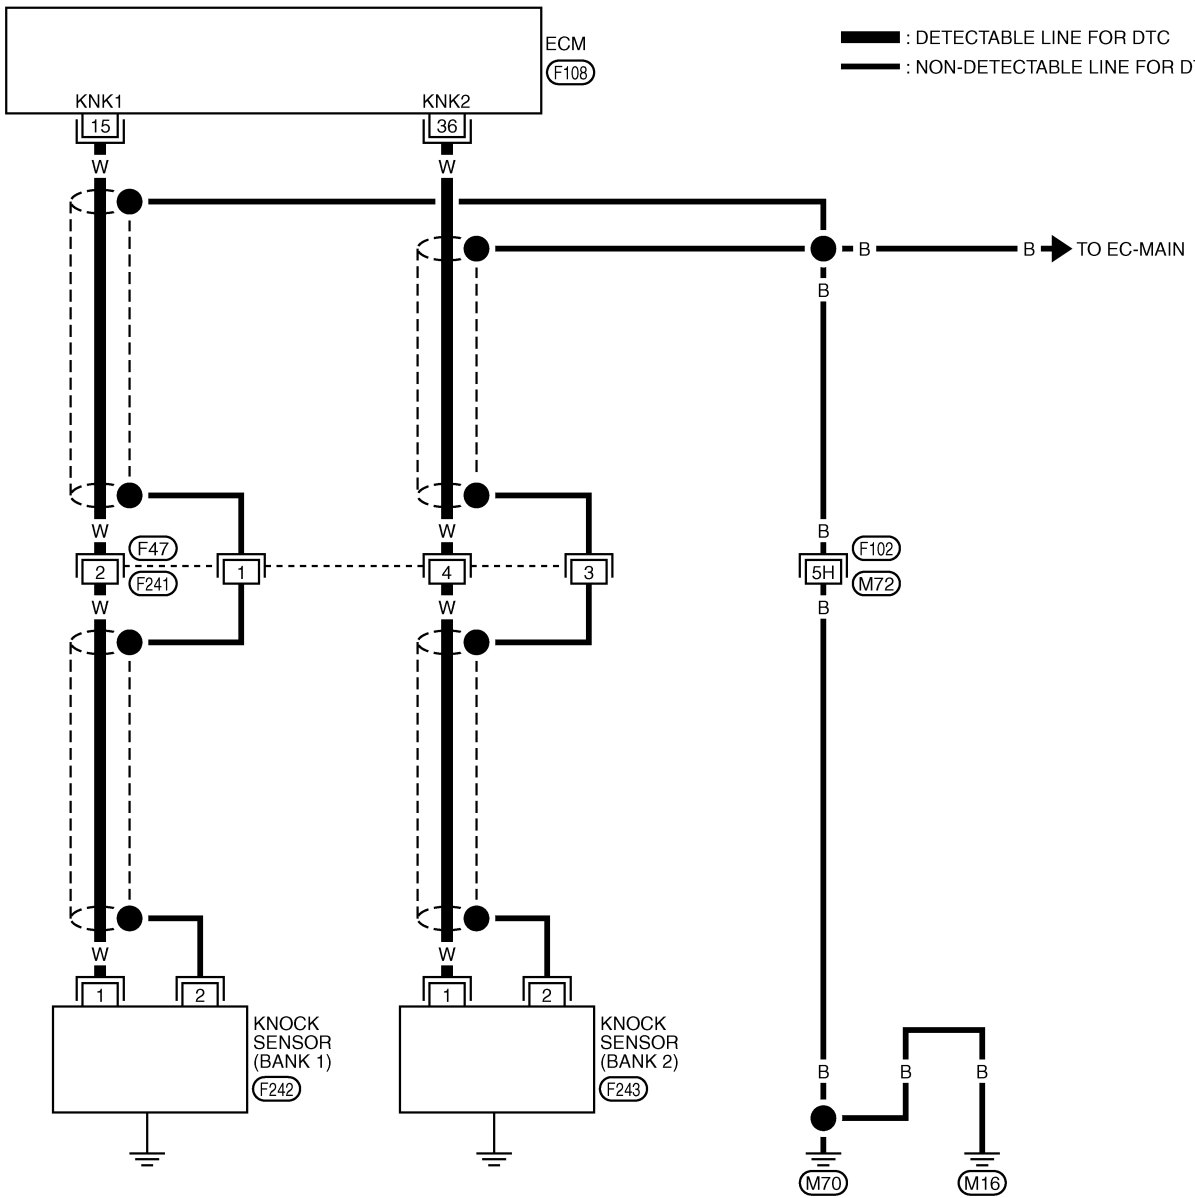 ECM
F108
: DETECTABLE LINE FOR DTC
: NON-DETECTABLE LINE FOR D
KNK1
KNK2
15
36
W
W
B
B
TO EC-MAIN
B
W
W
B
F47
F102
2
1
4
3
5H
F241
M72
W
W
B
W
W
1
2
1
2
KNOCK
SENSOR
(BANK 1)
F242
KNOCK
SENSOR
(BANK 2)
F243
B
B
B
M70
M16